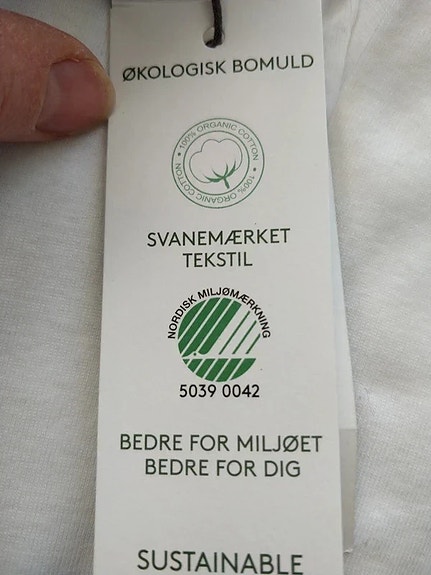 ØKOLOGISK BOMULD
• 100% ORGANIC COTTON • 100% ORGANIC COTTON
SVANEMÆRKET
TEKSTIL
NORDISK MILJØMÆRKNING
5039 0042
BEDRE FOR MILJØET
BEDRE FOR DIG
SUSTAINABLE